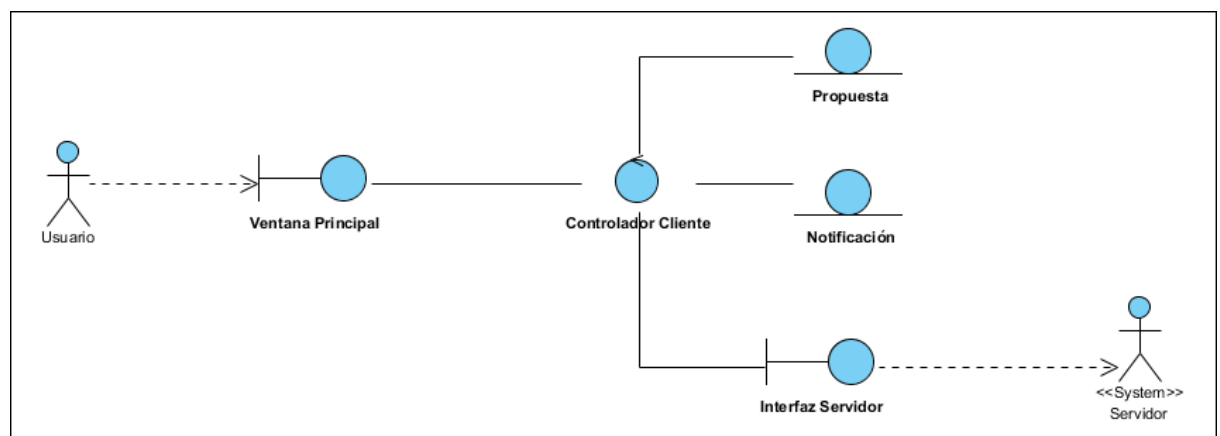 Propuesta
Usuario
Ventana Principal
Controlador Cliente
Notificación
Interfaz Servidor
<<System>>
Servidor